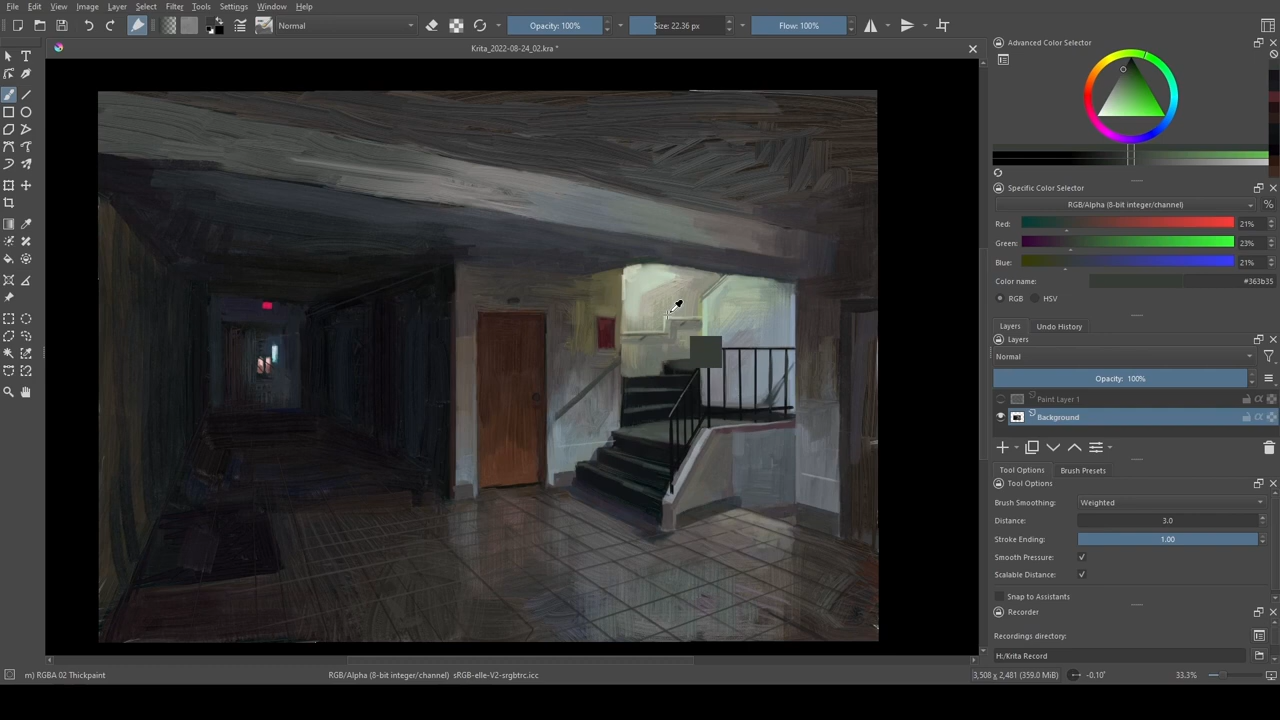 File Edit View Image Layer Select Filter Tools Settings Window Help
Normal Opacity: 100% Size: 22.36 px Flow: 100%
Krita_2022-08-24_02.kra *
Advanced Color Selector
Specific Color Selector
RGB/Alpha (8-bit integer/channel) %
Red: 21%
Green: 23%
Blue: 21%
Color name: #363b35
RGB HSV
Layers Undo History
Layers
Normal
Opacity: 100%
Paint Layer 1
Background
Tool Options Brush Presets
Tool Options
Brush Smoothing: Weighted
Distance: 3.0
Stroke Ending: 1.00
Smooth Pressure:
Scalable Distance:
Snap to Assistants
Recorder
Recordings directory:
H:/Krita Record
m) RGBA 02 Thickpaint RGB/Alpha (8-bit integer/channel) sRGB-elle-V2-srgbtrc.icc 3,508 x 2,481 (359.0 MiB) -0.10° 33.3%